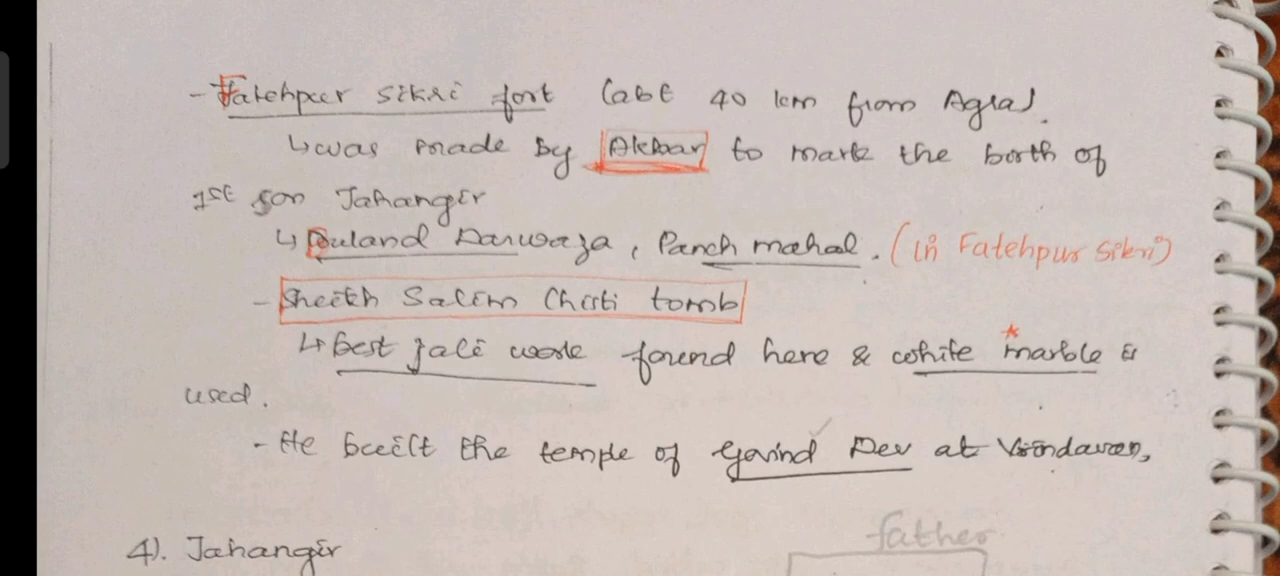 - Fatehpur sikri fort (abt 40 km from Agra).
↳ was made by Akbar to mark the birth of
1st son Jahangir
↳ Buland Darwaza, Panch mahal. (in Fatehpur Sikri)
- Sheikh Salim Chisti tomb
↳ Best jali work found here & white marble is
used.
- He built the temple of Govind Dev at Vrindavan,
father
4). Jahangir